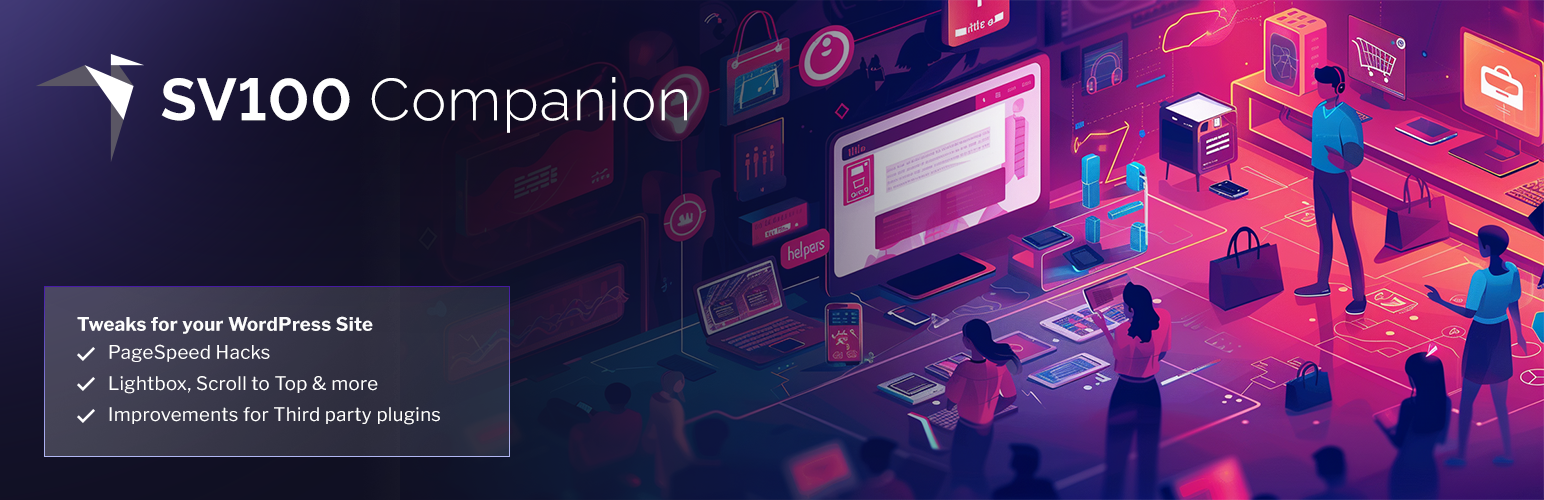 SV100 Companion
Tweaks for your WordPress Site
PageSpeed Hacks
Lightbox, Scroll to Top & more
Improvements for Third party plugins
helpers